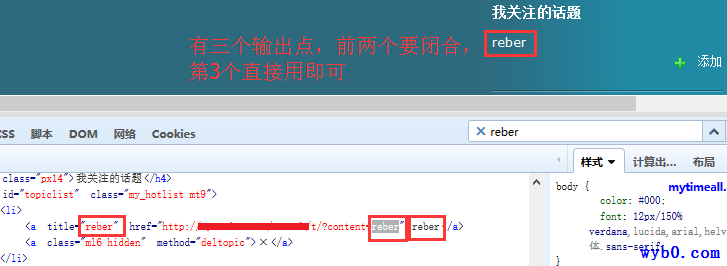 我关注的话题
有三个输出点，前两个要闭合，
第3个直接用即可
reber
添加
CSS 脚本 DOM 网络 Cookies
reber
样式 计算出... 布局
class="px14">我关注的话题</h4>
id="topiclist" class="my_hotlist mt9">
<li>
<a title="reber" href="http:/ /t/?content=reber" reber</a>
<a class="ml6 hidden" method="deltopic">×</a>
</li>
body {
mytimeall.
color: #000;
font: 12px/150%
verdana,lucida,arial,helv
体,sans-serif;
}
wyb0.com